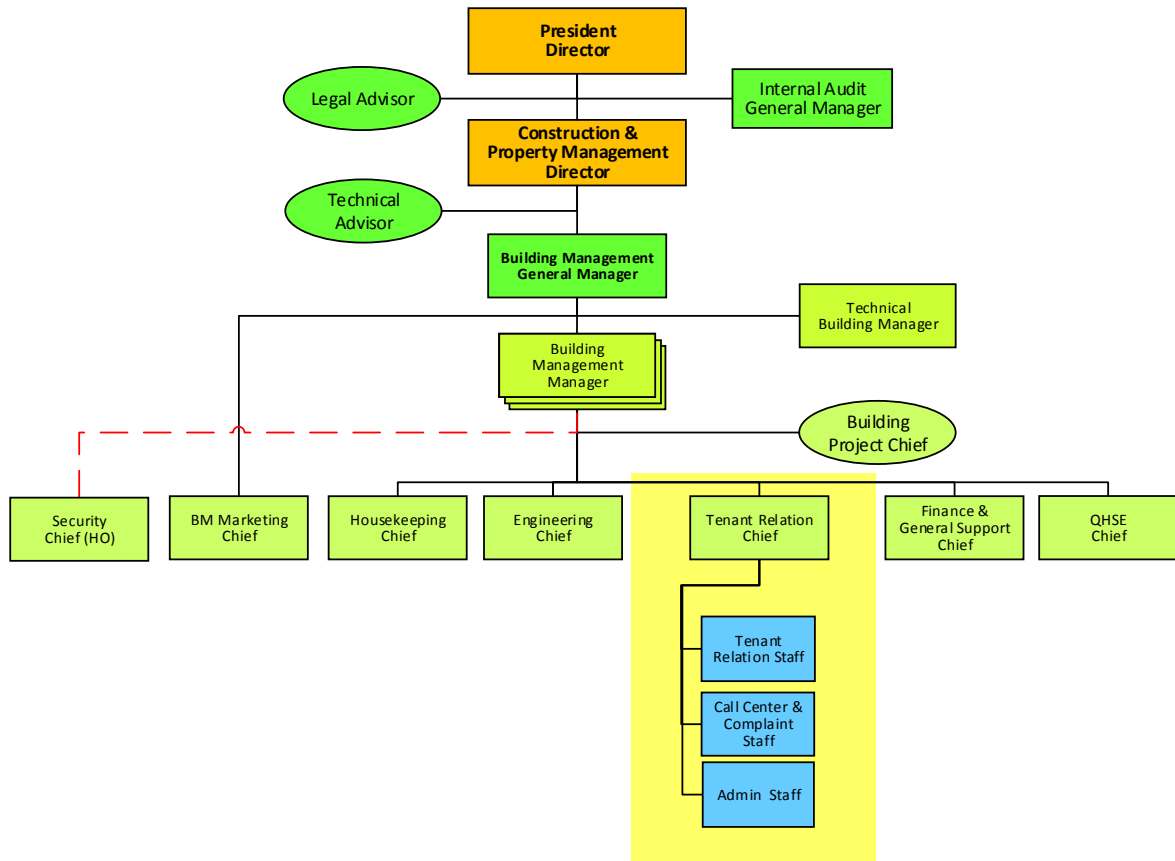 President
Director
Legal Advisor
Internal Audit
General Manager
Construction &
Property Management
Director
Technical
Advisor
Building Management
General Manager
Technical
Building Manager
Building
Management
Manager
Building
Project Chief
Security
Chief (HO)
BM Marketing
Chief
Housekeeping
Chief
Engineering
Chief
Tenant Relation
Chief
Finance &
General Support
Chief
QHSE
Chief
Tenant
Relation Staff
Call Center &
Complaint
Staff
Admin Staff